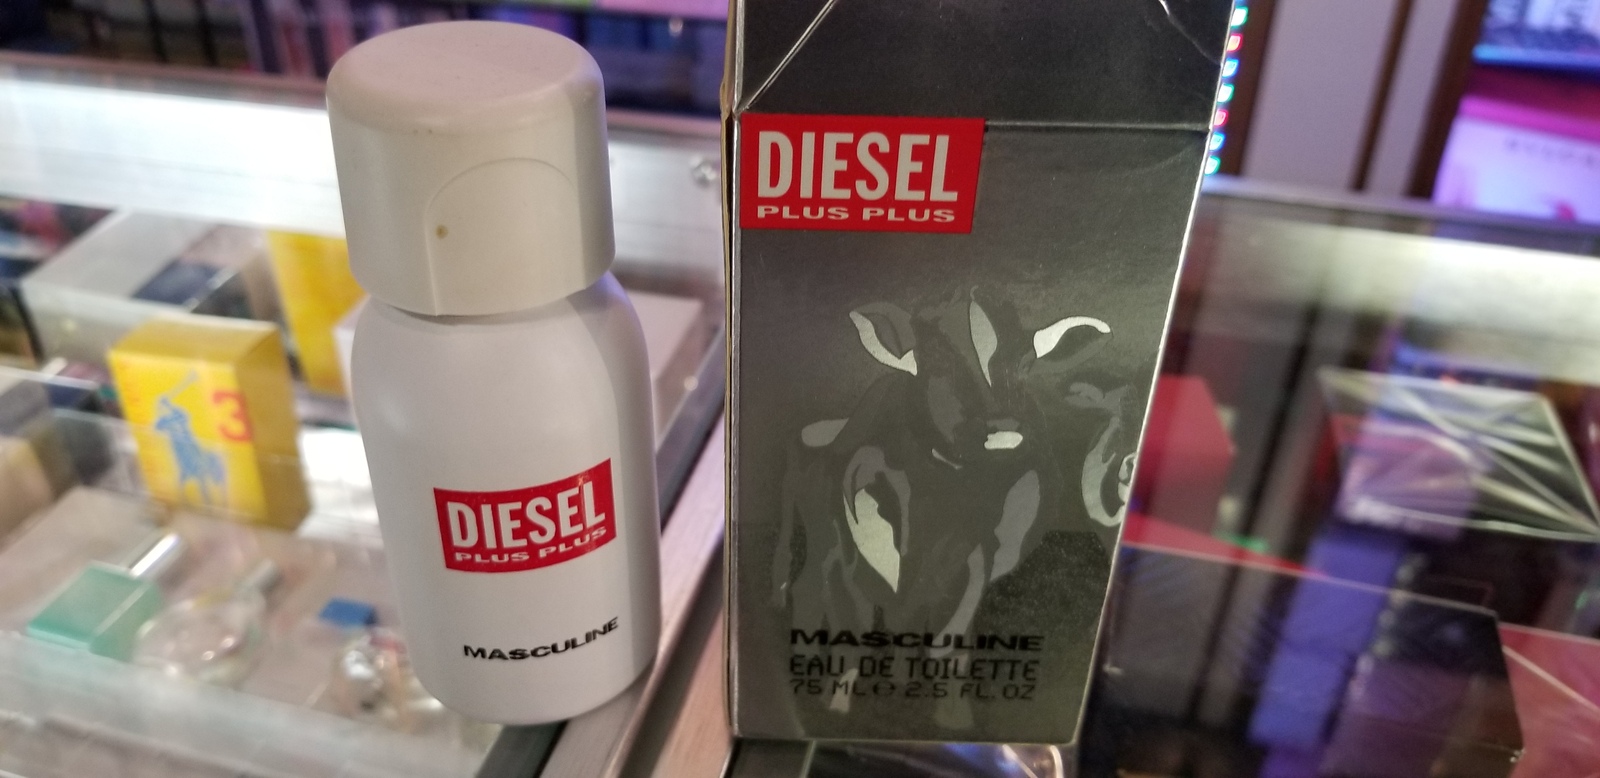 DIESEL
PLUS PLUS
MASCULINE
DIESEL
PLUS PLUS
MASCULINE
EAU DE TOILETTE
75 ML ℮ 2.5 FL. OZ
3